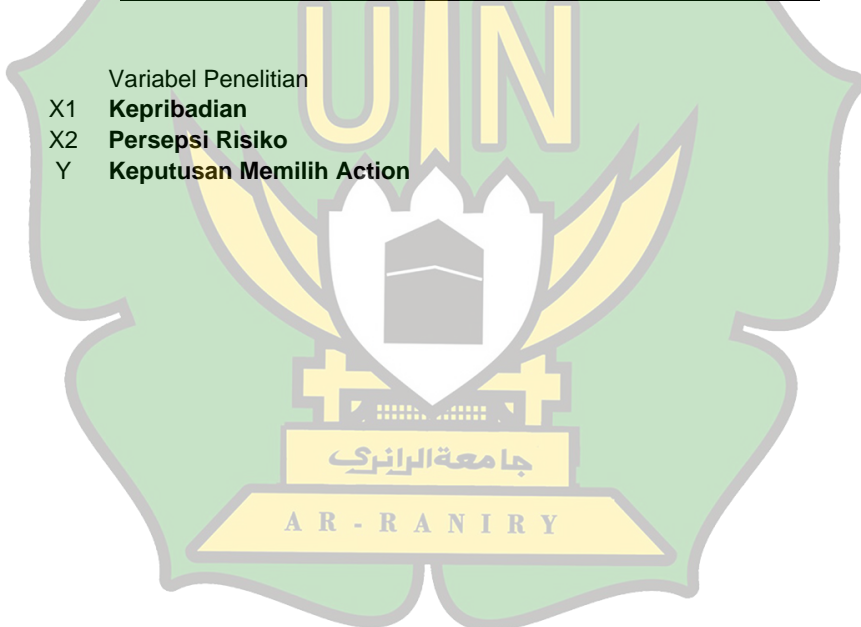 UIN
Variabel Penelitian
X1 Kepribadian
X2 Persepsi Risiko
Y Keputusan Memilih Action
جامعةالرانري
AR-RANIRY